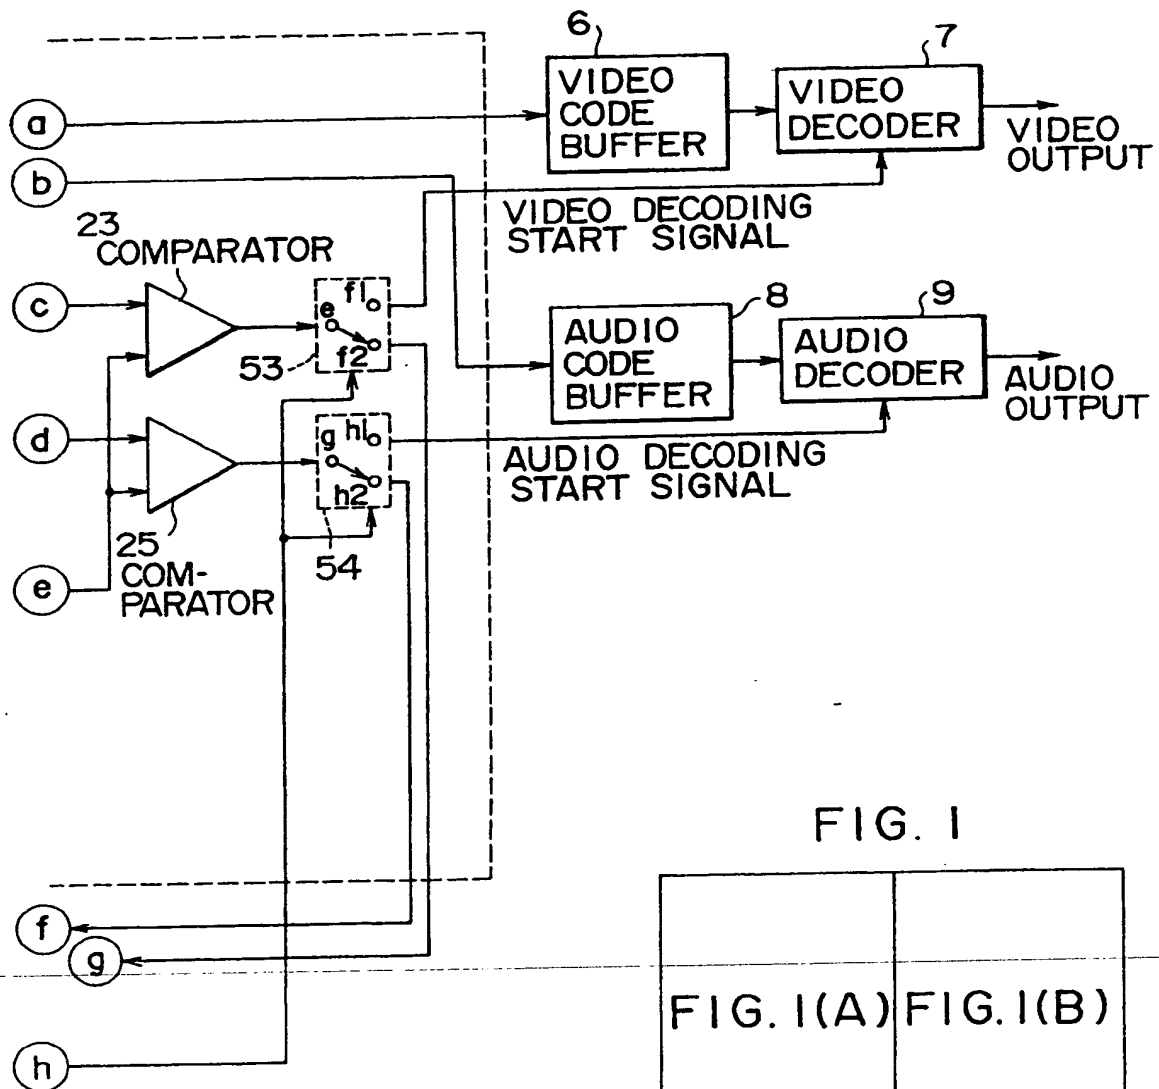 6
VIDEO
CODE
BUFFER
7
VIDEO
DECODER
VIDEO
OUTPUT
a
b
VIDEO DECODING
START SIGNAL
23
COMPARATOR
c
e
f1
f2
53
8
AUDIO
CODE
BUFFER
9
AUDIO
DECODER
AUDIO
OUTPUT
d
g
h1
h2
54
AUDIO DECODING
START SIGNAL
25
COM-
PARATOR
e
f
g
h
FIG. 1
FIG. 1(A)
FIG. 1(B)